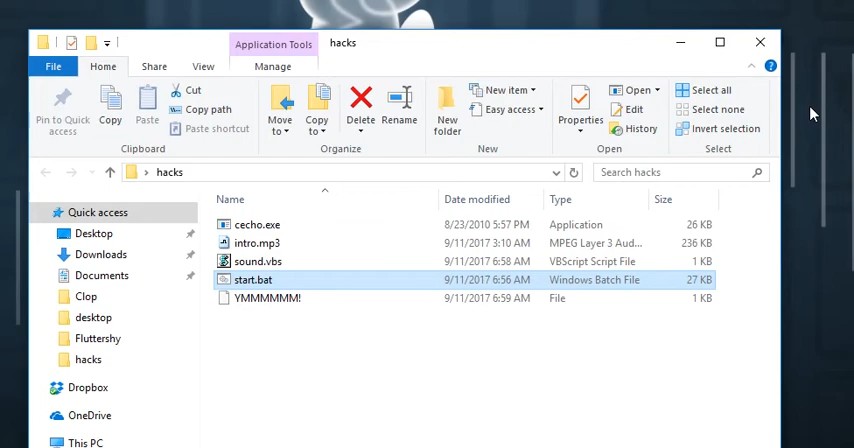 Application Tools hacks
File Home Share View Manage
Pin to Quick access
Copy
Paste
Cut
Copy path
Paste shortcut
Clipboard
Move to
Copy to
Delete
Rename
Organize
New folder
New item
Easy access
New
Properties
Open
Edit
History
Open
Select all
Select none
Invert selection
Select
hacks
Search hacks
Name Date modified Type Size
cecho.exe 8/23/2010 5:57 PM Application 26 KB
intro.mp3 9/11/2017 3:10 AM MPEG Layer 3 Aud... 236 KB
sound.vbs 9/11/2017 6:58 AM VBScript Script File 1 KB
start.bat 9/11/2017 6:56 AM Windows Batch File 27 KB
YMMMMMM! 9/11/2017 6:59 AM File 1 KB
Quick access
Desktop
Downloads
Documents
Clop
desktop
Fluttershy
hacks
Dropbox
OneDrive
This PC